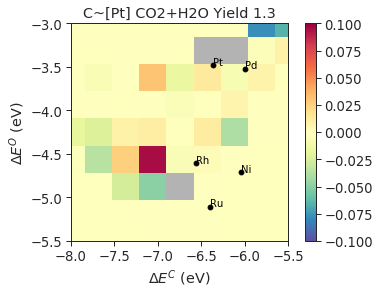 C~[Pt] CO2+H2O Yield 1.3
ΔE^O (eV)
-3.0
-3.5
-4.0
-4.5
-5.0
-5.5
Pt
Pd
Rh
Ni
Ru
-8.0 -7.5 -7.0 -6.5 -6.0 -5.5
ΔE^C (eV)
0.100
0.075
0.050
0.025
0.000
-0.025
-0.050
-0.075
-0.100